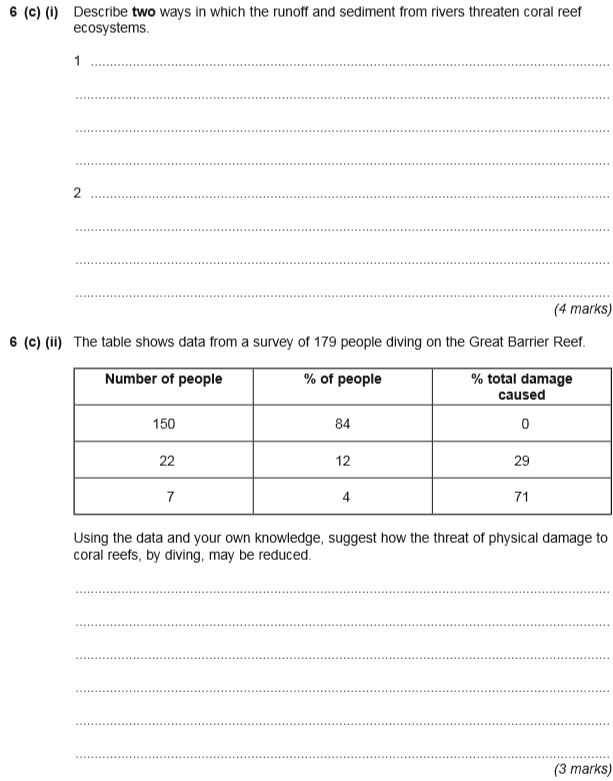 6 (c) (i) Describe two ways in which the runoff and sediment from rivers threaten coral reef
ecosystems.
1
2
(4 marks)
6 (c) (ii) The table shows data from a survey of 179 people diving on the Great Barrier Reef.
Number of people % of people % total damage
caused
150 84 0
22 12 29
7 4 71
Using the data and your own knowledge, suggest how the threat of physical damage to
coral reefs, by diving, may be reduced.
(3 marks)